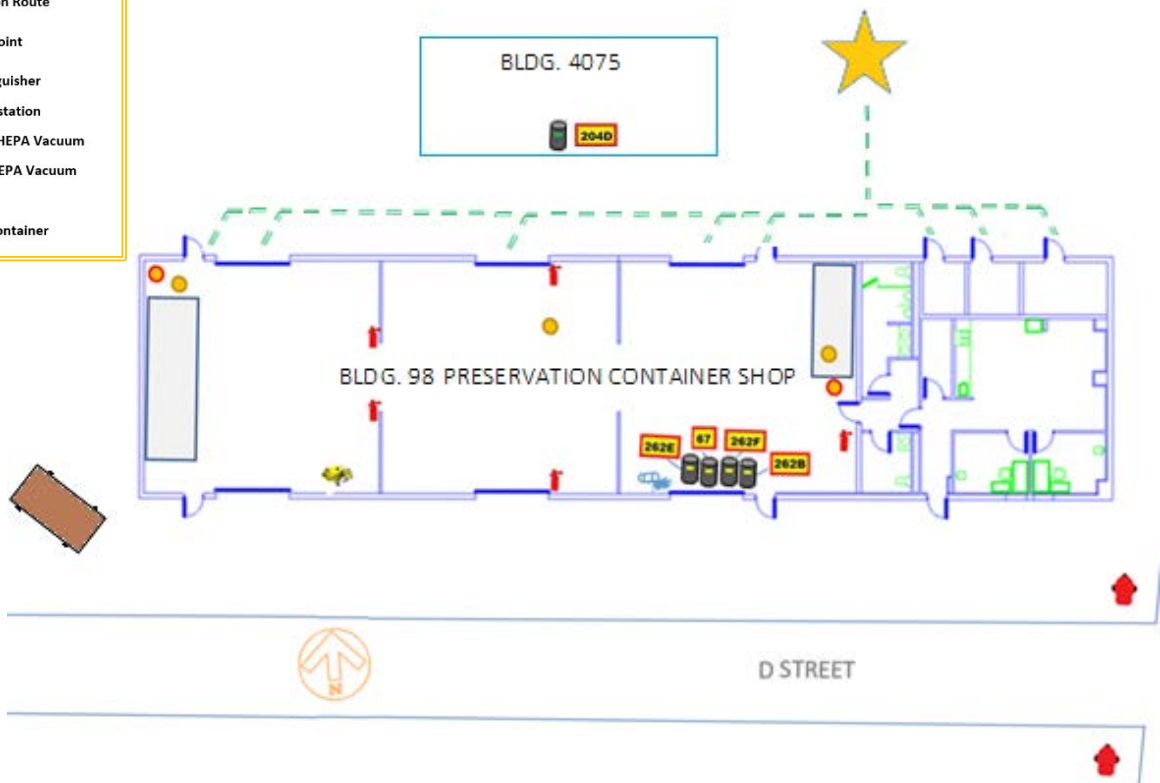 n Route
oint
guisher
station
HEPA Vacuum
EPA Vacuum
ontainer
BLDG. 4075
204D
BLDG. 98 PRESERVATION CONTAINER SHOP
262E
67
262F
262B
N
D STREET